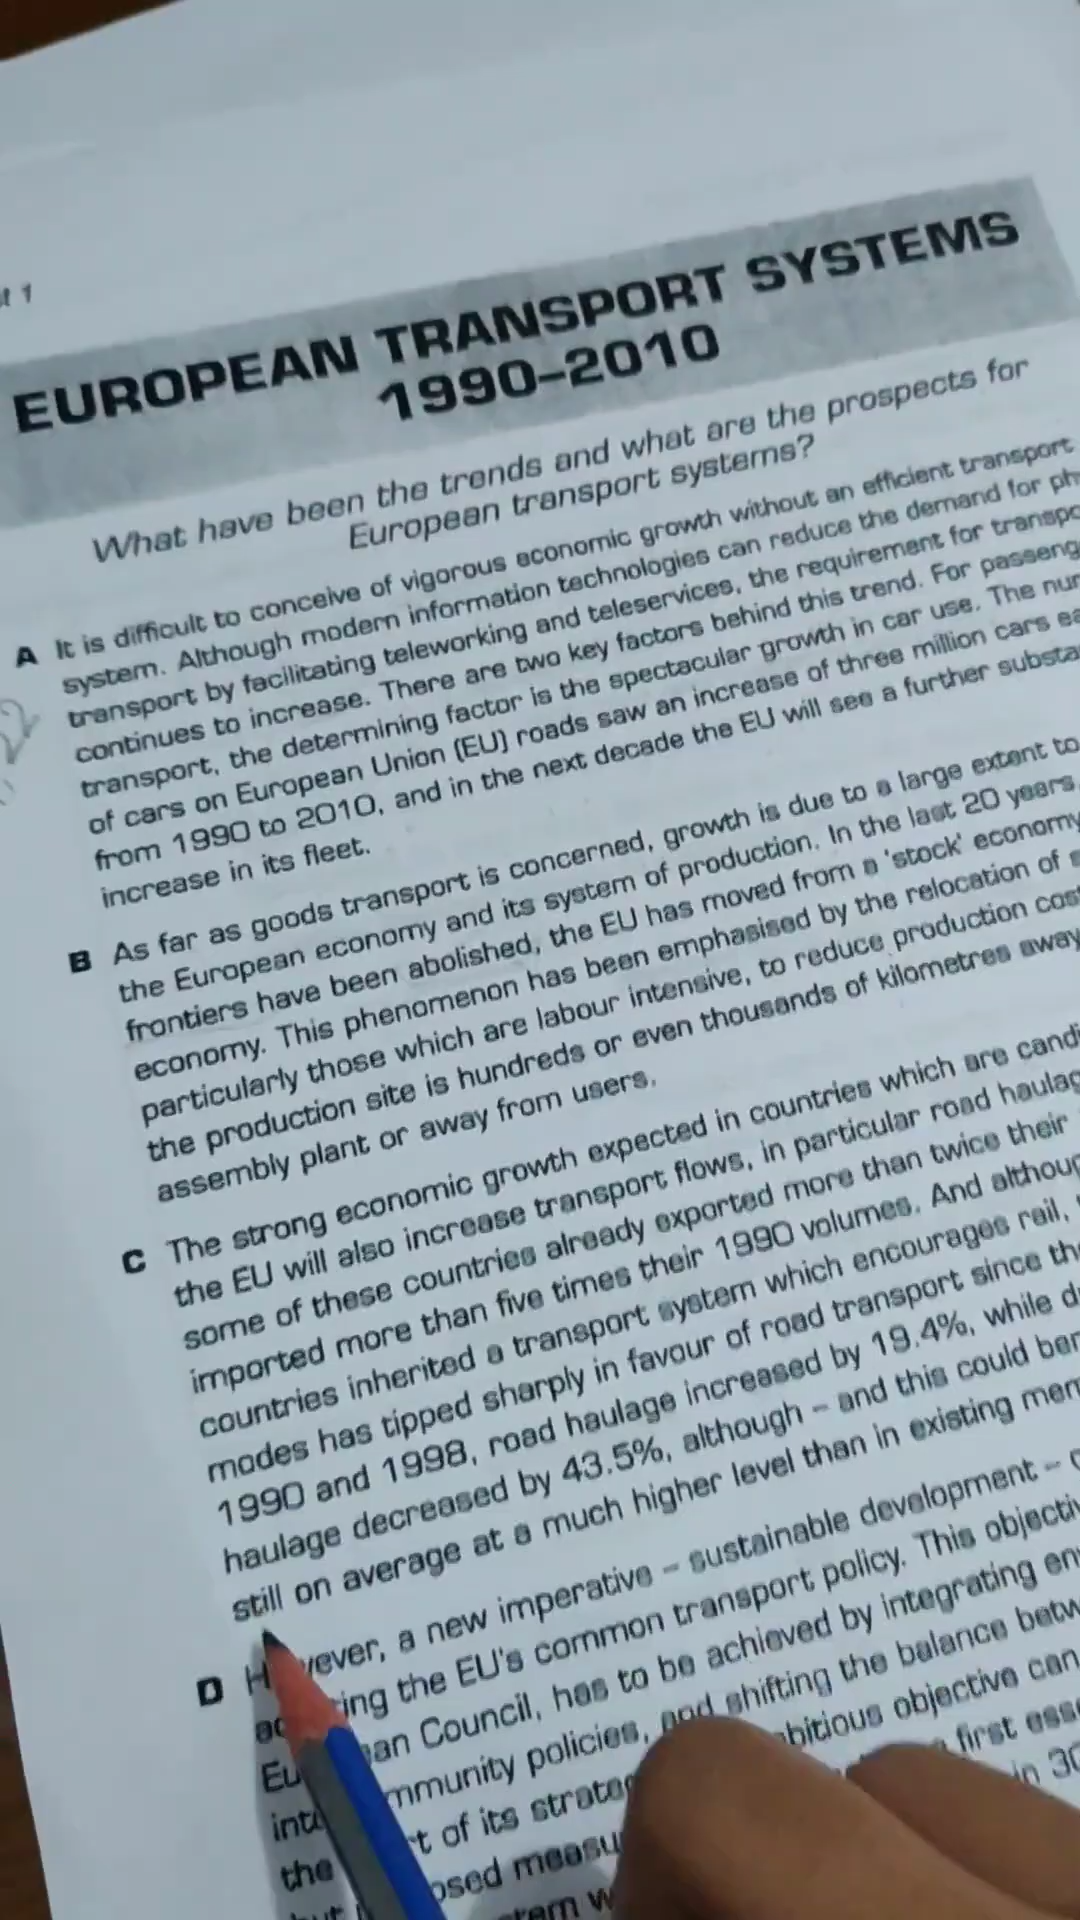 t 1
EUROPEAN TRANSPORT SYSTEMS
1990–2010
What have been the trends and what are the prospects for
European transport systems?
A It is difficult to conceive of vigorous economic growth without an efficient transport
system. Although modern information technologies can reduce the demand for ph
transport by facilitating teleworking and teleservices, the requirement for transpo
continues to increase. There are two key factors behind this trend. For passeng
transport, the determining factor is the spectacular growth in car use. The num
of cars on European Union (EU) roads saw an increase of three million cars ea
from 1990 to 2010, and in the next decade the EU will see a further substa
increase in its fleet.
B As far as goods transport is concerned, growth is due to a large extent to
the European economy and its system of production. In the last 20 years,
frontiers have been abolished, the EU has moved from a 'stock' economy
economy. This phenomenon has been emphasised by the relocation of s
particularly those which are labour intensive, to reduce production cos
the production site is hundreds or even thousands of kilometres away
assembly plant or away from users.
C The strong economic growth expected in countries which are candi
the EU will also increase transport flows, in particular road haulag
some of these countries already exported more than twice their
imported more than five times their 1990 volumes. And althoug
countries inherited a transport system which encourages rail,
modes has tipped sharply in favour of road transport since th
1990 and 1998, road haulage increased by 19.4%, while d
haulage decreased by 43.5%, although – and this could ben
still on average at a much higher level than in existing mem
D H wever, a new imperative – sustainable development –
ting the EU's common transport policy. This objecti
Eu ean Council, has to be achieved by integrating en
into mmunity policies, and shifting the balance betw
the t of its strate bitious objective can
but osed measu first ass
stem w in 30